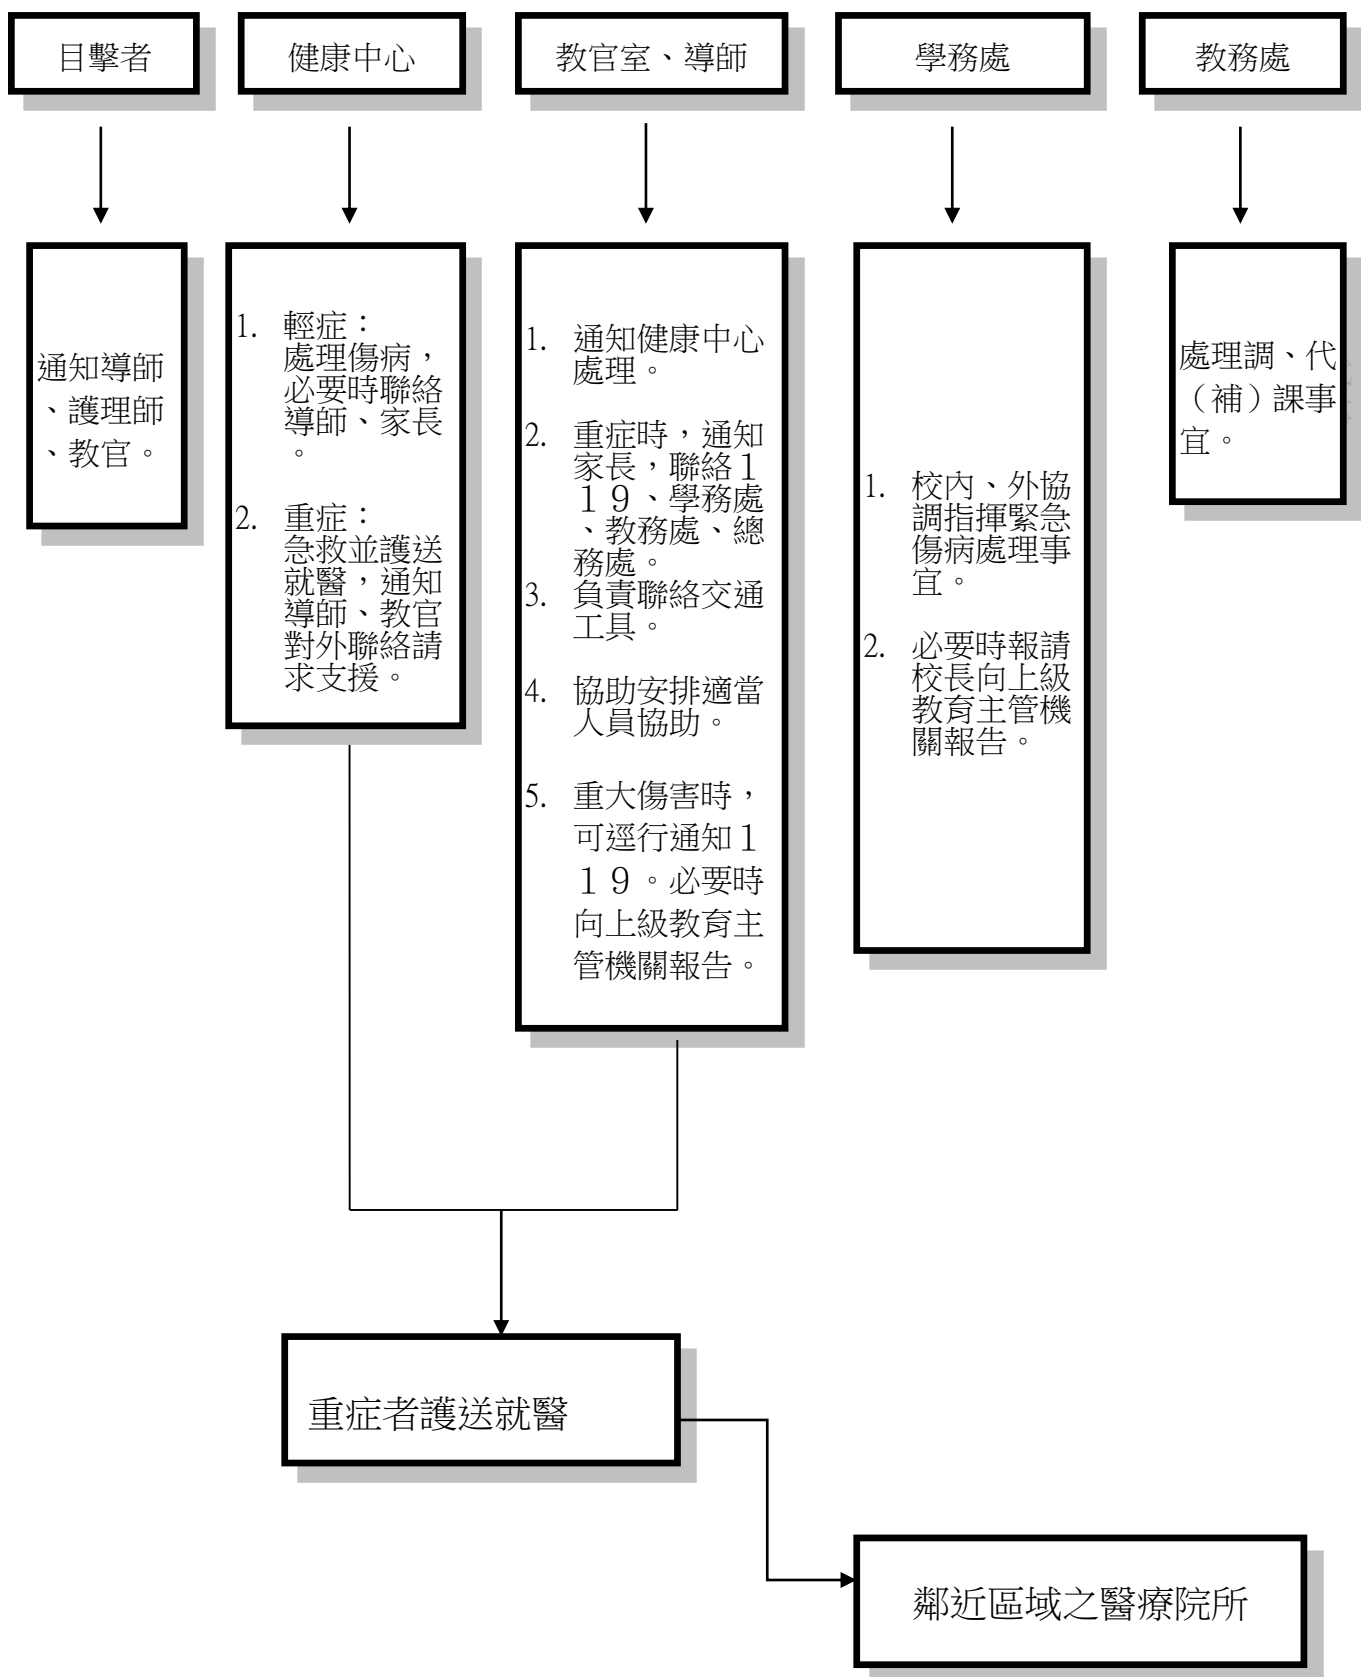 目擊者
健康中心
教官室、導師
學務處
教務處
通知導師
、護理師
、教官。
1. 輕症：
處理傷病，
必要時聯絡
導師、家長
。
2. 重症：
急救並護送
就醫，通知
導師、教官
對外聯絡請
求支援。
1. 通知健康中心
處理。
2. 重症時，通知
家長，聯絡１
１９、學務處
、教務處、總
務處。
3. 負責聯絡交通
工具。
4. 協助安排適當
人員協助。
5. 重大傷害時，
可逕行通知１
１９。必要時
向上級教育主
管機關報告。
1. 校內、外協
調指揮緊急
傷病處理事
宜。
2. 必要時報請
校長向上級
教育主管機
關報告。
處理調、代
（補）課事
宜。
重症者護送就醫
鄰近區域之醫療院所